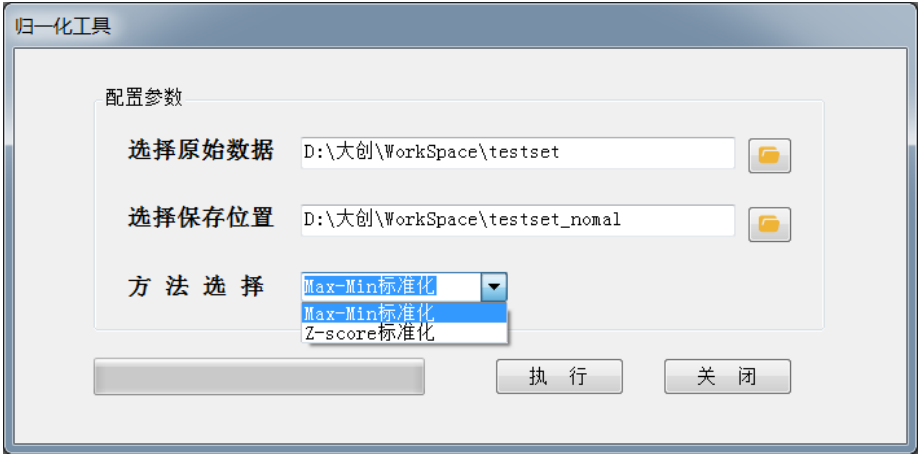 归一化工具
配置参数
选择原始数据 D:\大创\WorkSpace\testset
选择保存位置 D:\大创\WorkSpace\testset_nomal
方 法 选 择 Max-Min标准化
Max-Min标准化
Z-score标准化
执 行 关 闭